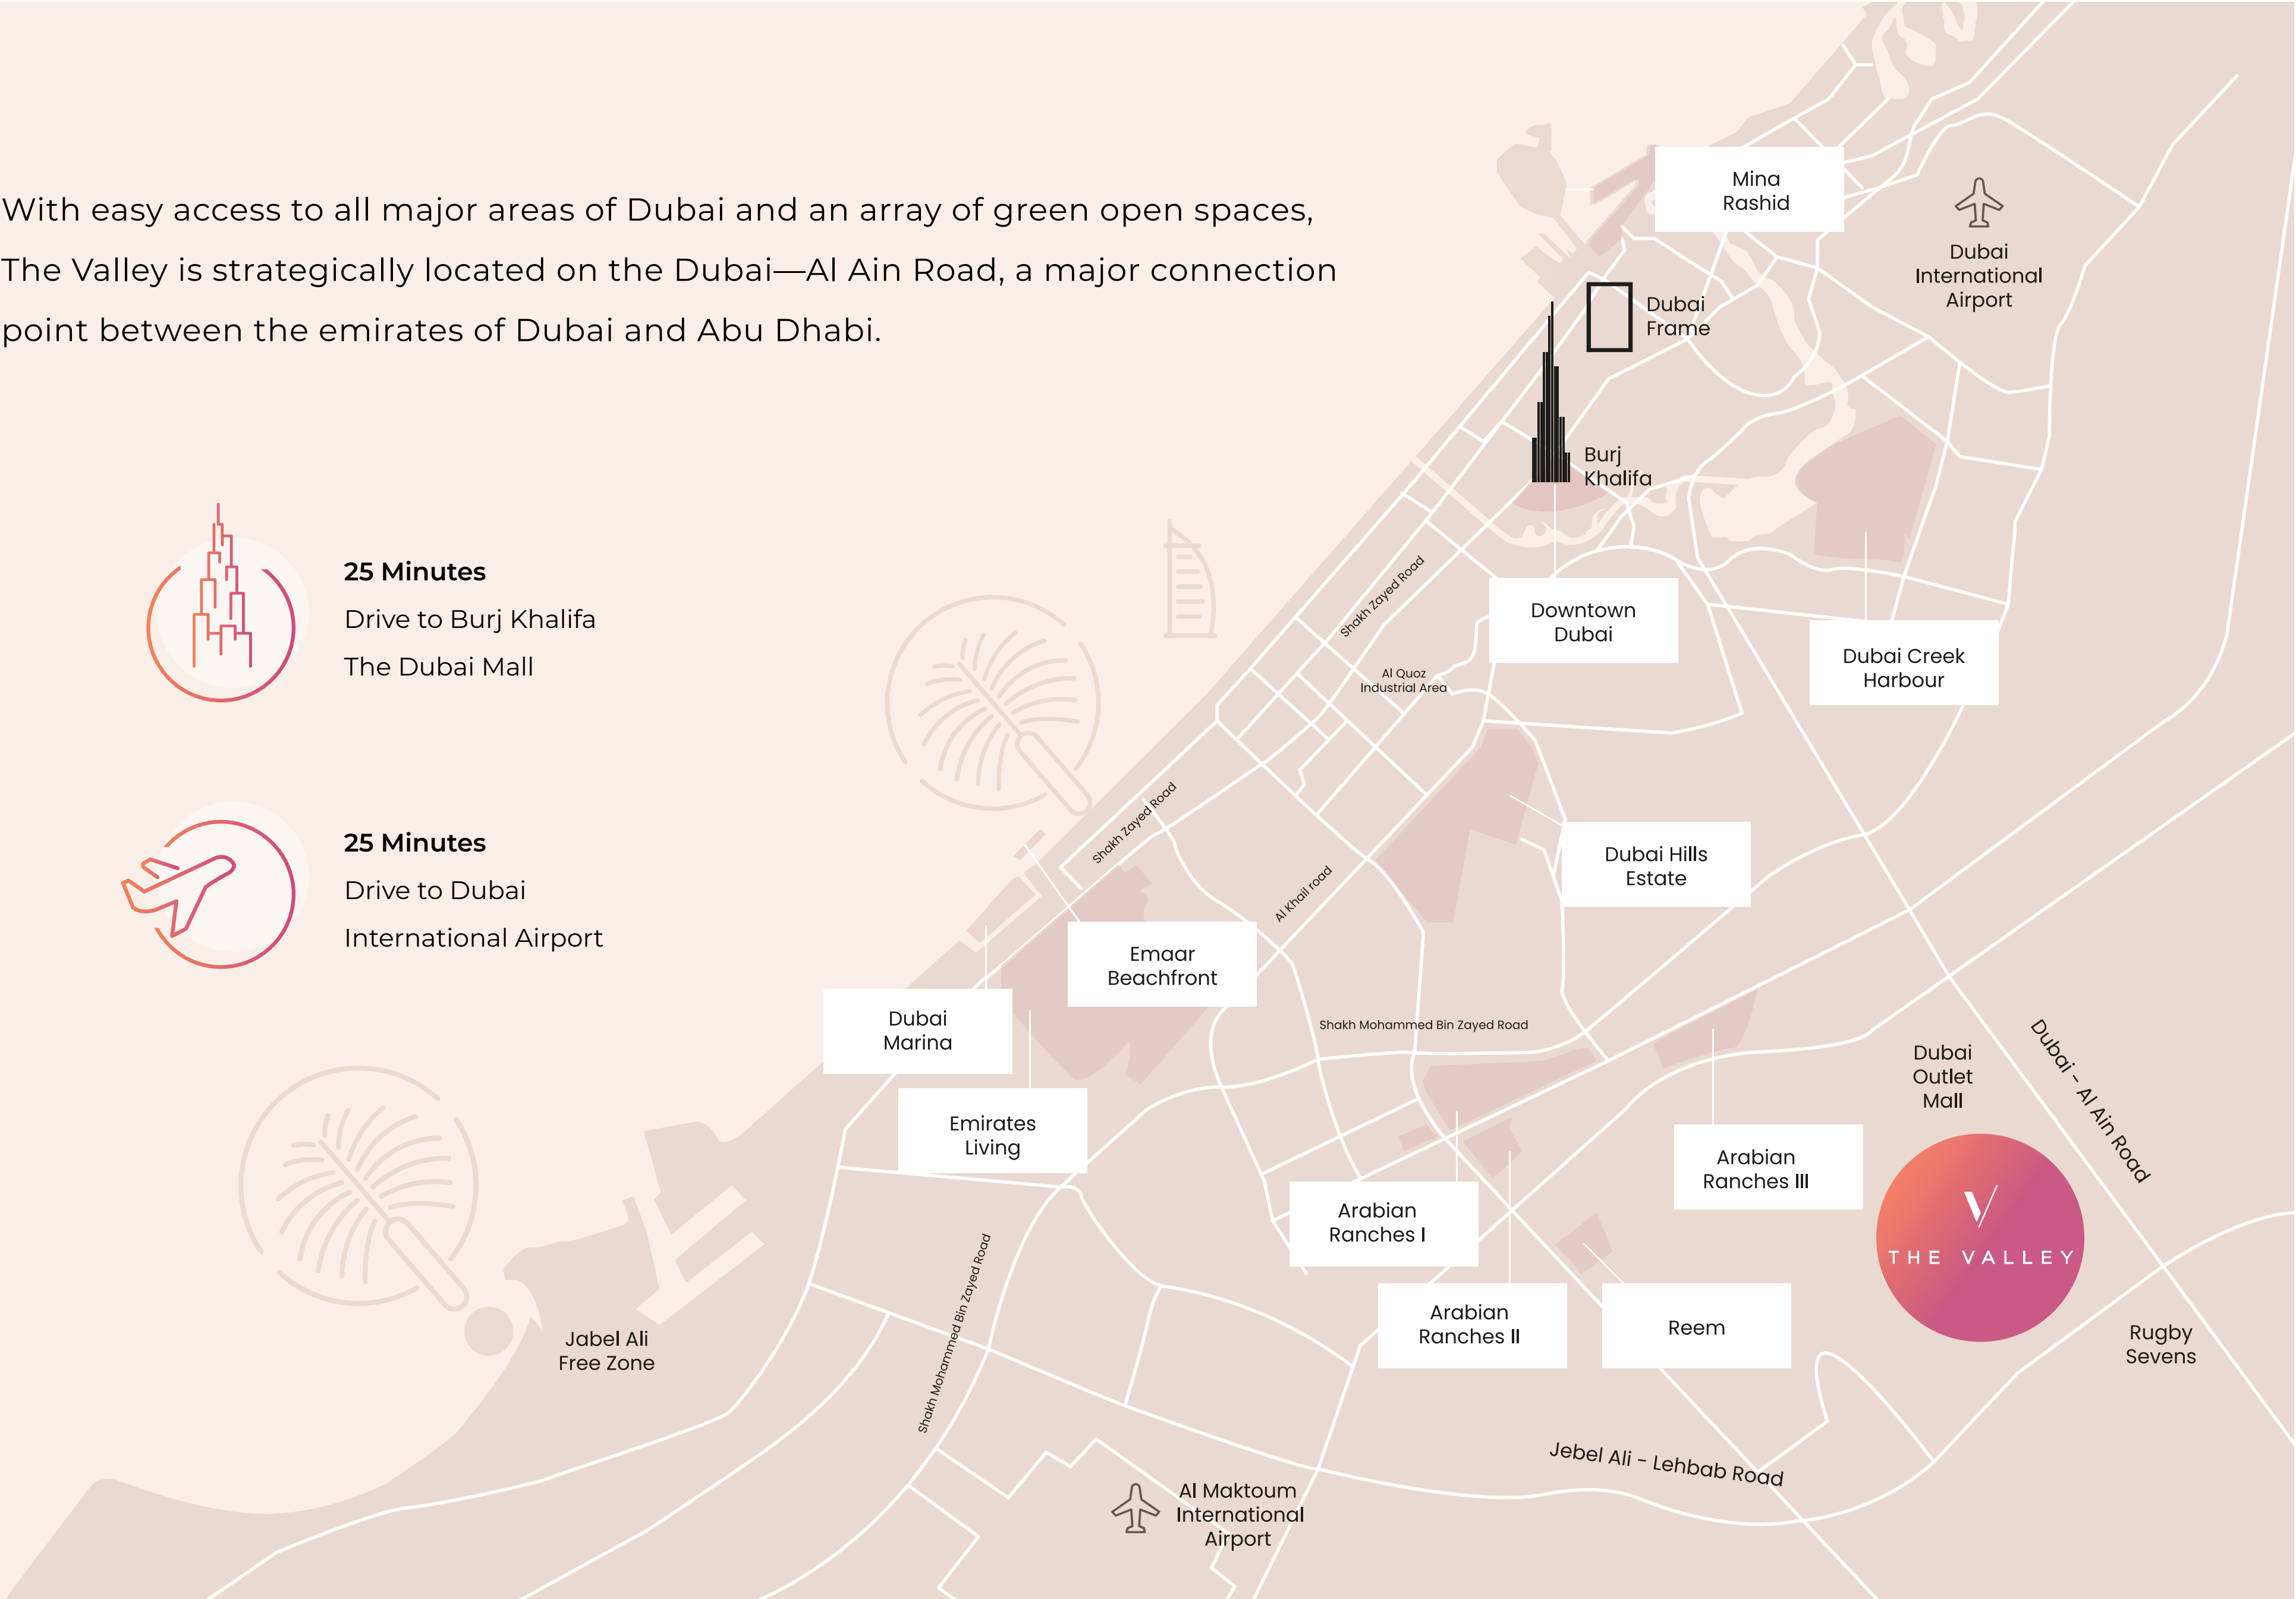 With easy access to all major areas of Dubai and an array of green open spaces,
The Valley is strategically located on the Dubai—Al Ain Road, a major connection
point between the emirates of Dubai and Abu Dhabi.
25 Minutes
Drive to Burj Khalifa
The Dubai Mall
25 Minutes
Drive to Dubai
International Airport
Mina
Rashid
Dubai
International
Airport
Dubai
Frame
Burj
Khalifa
Shakh Zayed Road
Downtown
Dubai
Dubai Creek
Harbour
Al Quoz
Industrial Area
Shakh Zayed Road
Dubai Hills
Estate
Al Khail road
Emaar
Beachfront
Dubai
Marina
Shakh Mohammed Bin Zayed Road
Dubai
Outlet
Mall
Dubai - Al Ain Road
Emirates
Living
Arabian
Ranches III
Arabian
Ranches I
V
THE VALLEY
Shakh Mohammed Bin Zayed Road
Arabian
Ranches II
Reem
Rugby
Sevens
Jabel Ali
Free Zone
Jebel Ali - Lehbab Road
Al Maktoum
International
Airport